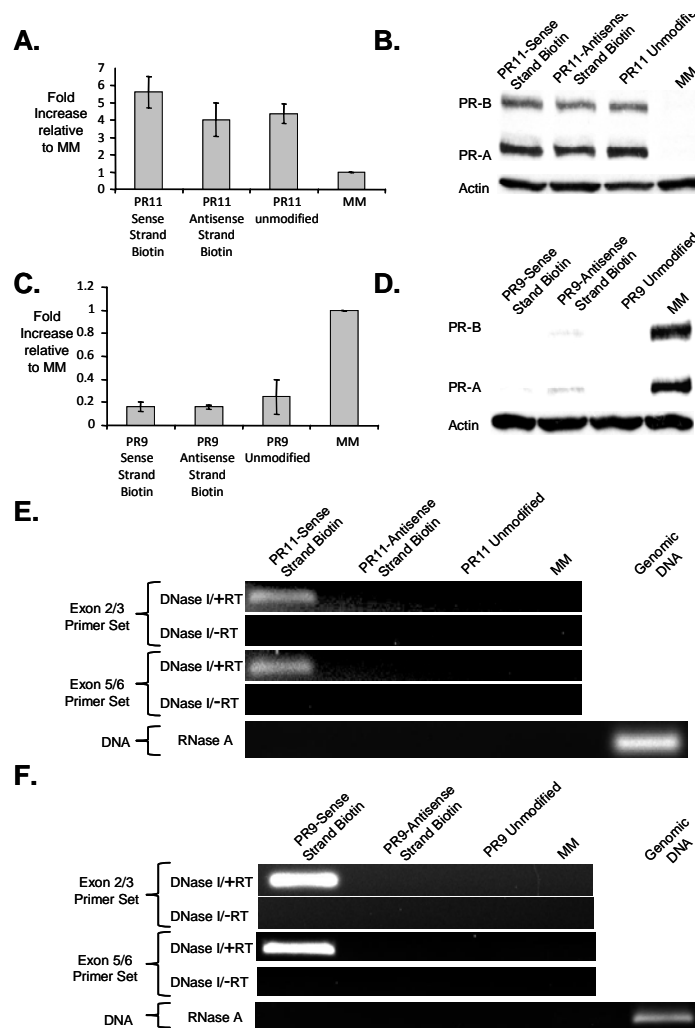 A.
Fold
Increase
relative
to MM
7
6
5
4
3
2
1
0
PR11
Sense
Strand
Biotin
PR11
Antisense
Strand
Biotin
PR11
unmodified
MM
B.
PR11-Sense
Stand Biotin
PR11-Antisense
Strand Biotin
PR11 Unmodified
MM
PR-B
PR-A
Actin
C.
Fold
Increase
relative
to MM
1.2
1
0.8
0.6
0.4
0.2
0
PR9
Sense
Strand
Biotin
PR9
Antisense
Strand
Biotin
PR9
Unmodified
MM
D.
PR9-Sense
Stand Biotin
PR9-Antisense
Strand Biotin
PR9 Unmodified
MM
PR-B
PR-A
Actin
E.
PR11-Sense
Strand Biotin
PR11-Antisense
Strand Biotin
PR11 Unmodified
MM
Genomic
DNA
Exon 2/3
Primer Set
DNase I/+RT
DNase I/-RT
Exon 5/6
Primer Set
DNase I/+RT
DNase I/-RT
DNA
RNase A
F.
PR9-Sense
Strand Biotin
PR9-Antisense
Strand Biotin
PR9 Unmodified
MM
Genomic
DNA
Exon 2/3
Primer Set
DNase I/+RT
DNase I/-RT
Exon 5/6
Primer Set
DNase I/+RT
DNase I/-RT
DNA
RNase A